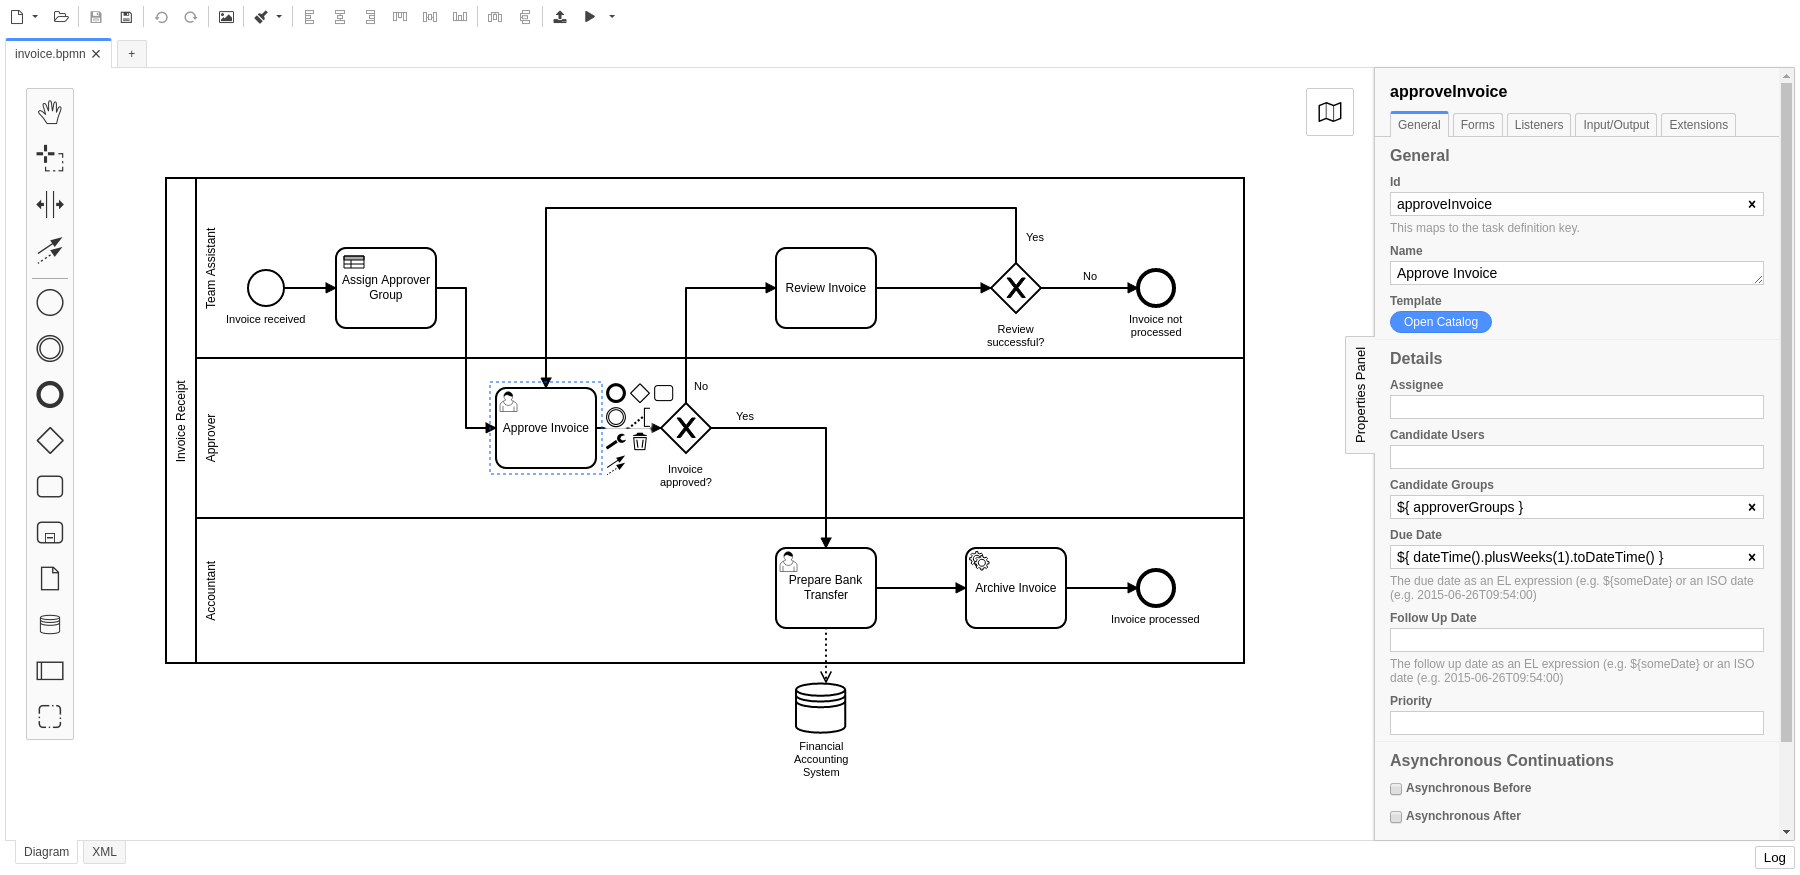 invoice.bpmn
+
approveInvoice
General
Forms
Listeners
Input/Output
Extensions
General
Id
approveInvoice
This maps to the task definition key.
Name
Approve Invoice
Template
Open Catalog
Details
Assignee
Candidate Users
Candidate Groups
${ approverGroups }
Due Date
${ dateTime().plusWeeks(1).toDateTime() }
The due date as an EL expression (e.g. ${someDate} or an ISO date
(e.g. 2015-06-26T09:54:00)
Follow Up Date
The follow up date as an EL expression (e.g. ${someDate} or an ISO
date (e.g. 2015-06-26T09:54:00)
Priority
Asynchronous Continuations
Asynchronous Before
Asynchronous After
Properties Panel
Invoice Receipt
Team Assistant
Invoice received
Assign Approver
Group
Review Invoice
Yes
No
Review
successful?
Invoice not
processed
Approver
Approve Invoice
No
Yes
Invoice
approved?
Accountant
Prepare Bank
Transfer
Archive Invoice
Invoice processed
Financial
Accounting
System
Diagram
XML
Log